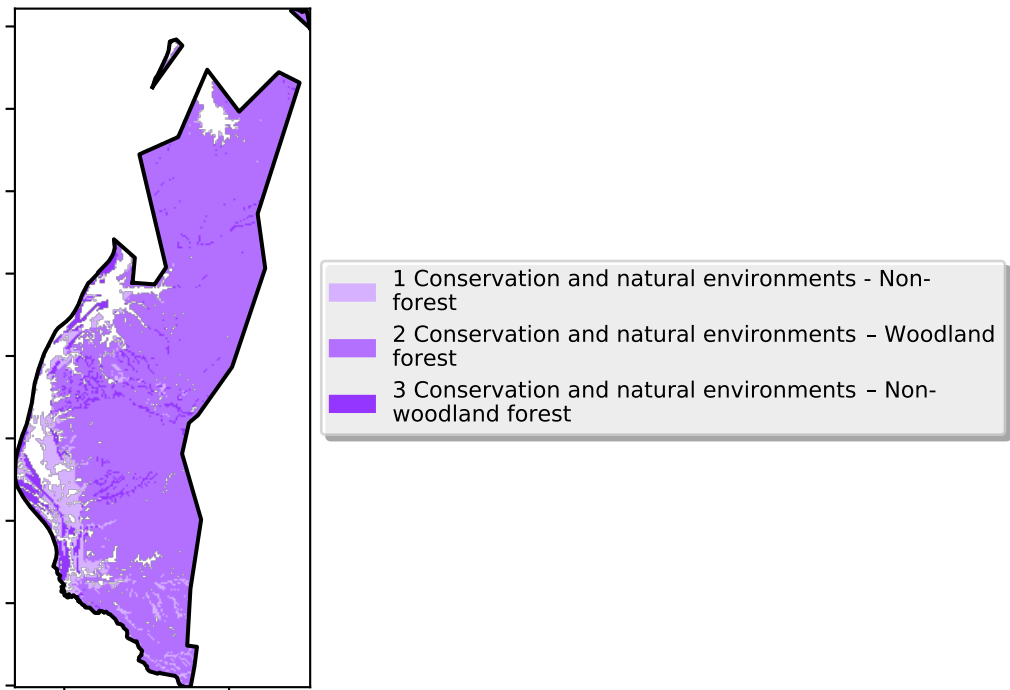 1 Conservation and natural environments - Non-
forest
2 Conservation and natural environments – Woodland
forest
3 Conservation and natural environments – Non-
woodland forest